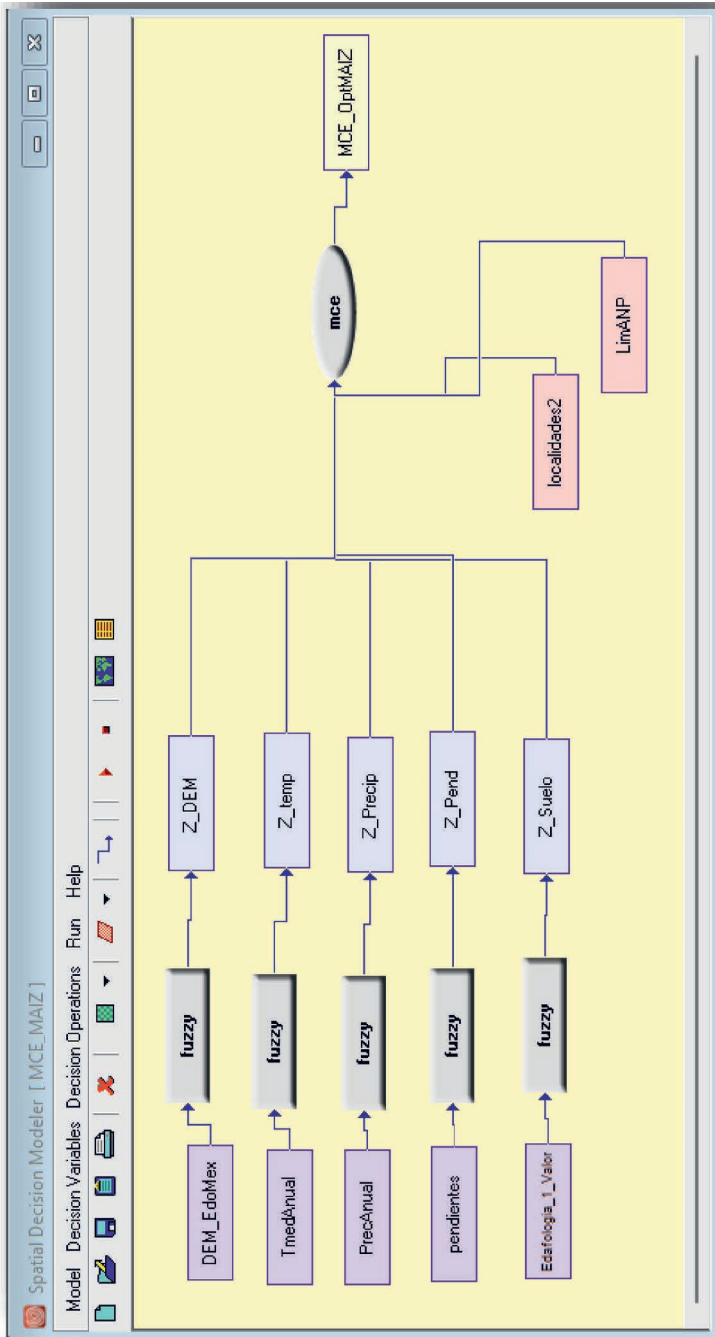 Spatial Decision Modeler [ MCE_MAIZ ]
Model Decision Variables Decision Operations Run Help
DEM_EdoMex
fuzzy
Z_DEM
TmedAnual
fuzzy
Z_temp
PrecAnual
fuzzy
Z_Precip
pendientes
fuzzy
Z_Pend
Edafologia_1_Valor
fuzzy
Z_Suelo
localidades2
LimANP
mce
MCE_OptMAIZ